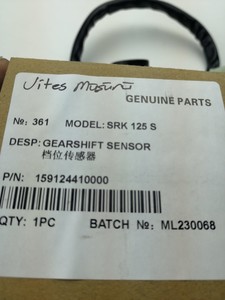 Vites Müşürü
GENUINE PARTS
№: 361 MODEL: SRK 125 S
DESP: GEARSHIFT SENSOR
档位传感器
P/N: 159124410000
QTY: 1PC BATCH №: ML230068